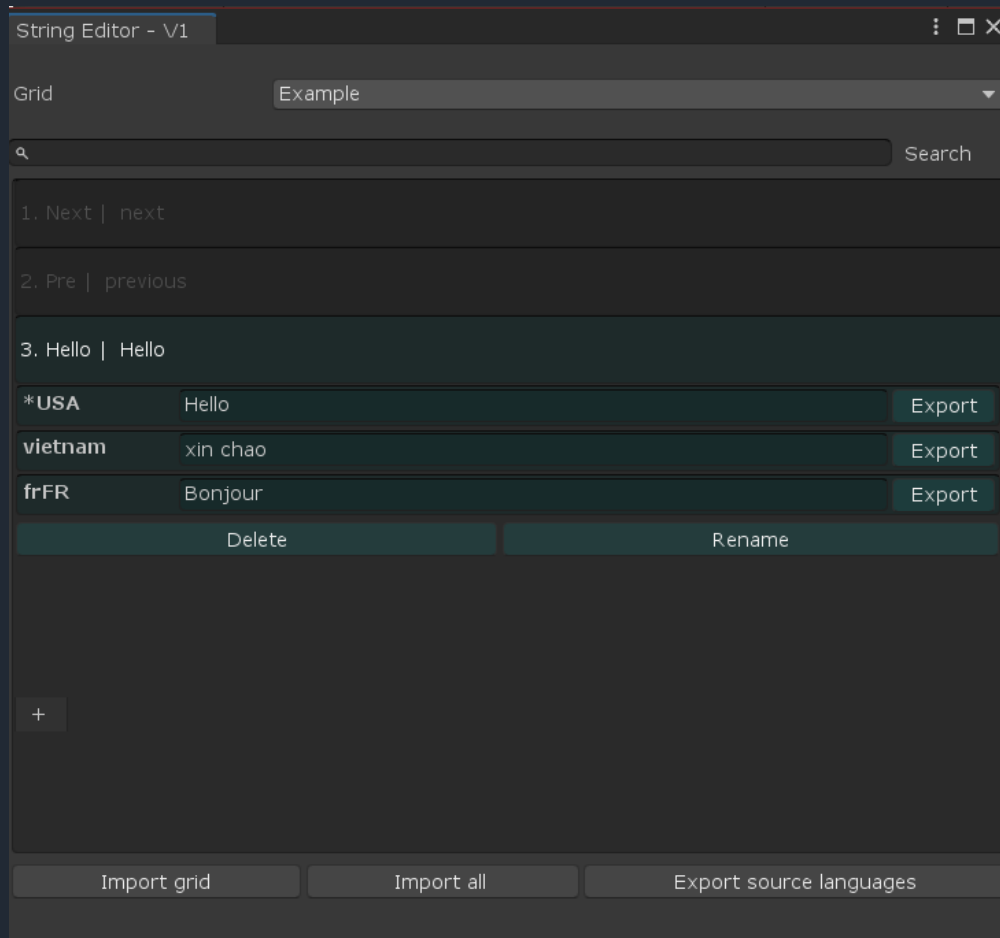 String Editor - V1
Grid Example
Search
1. Next | next
2. Pre | previous
3. Hello | Hello
*USA Hello Export
vietnam xin chao Export
frFR Bonjour Export
Delete Rename
+
Import grid Import all Export source languages